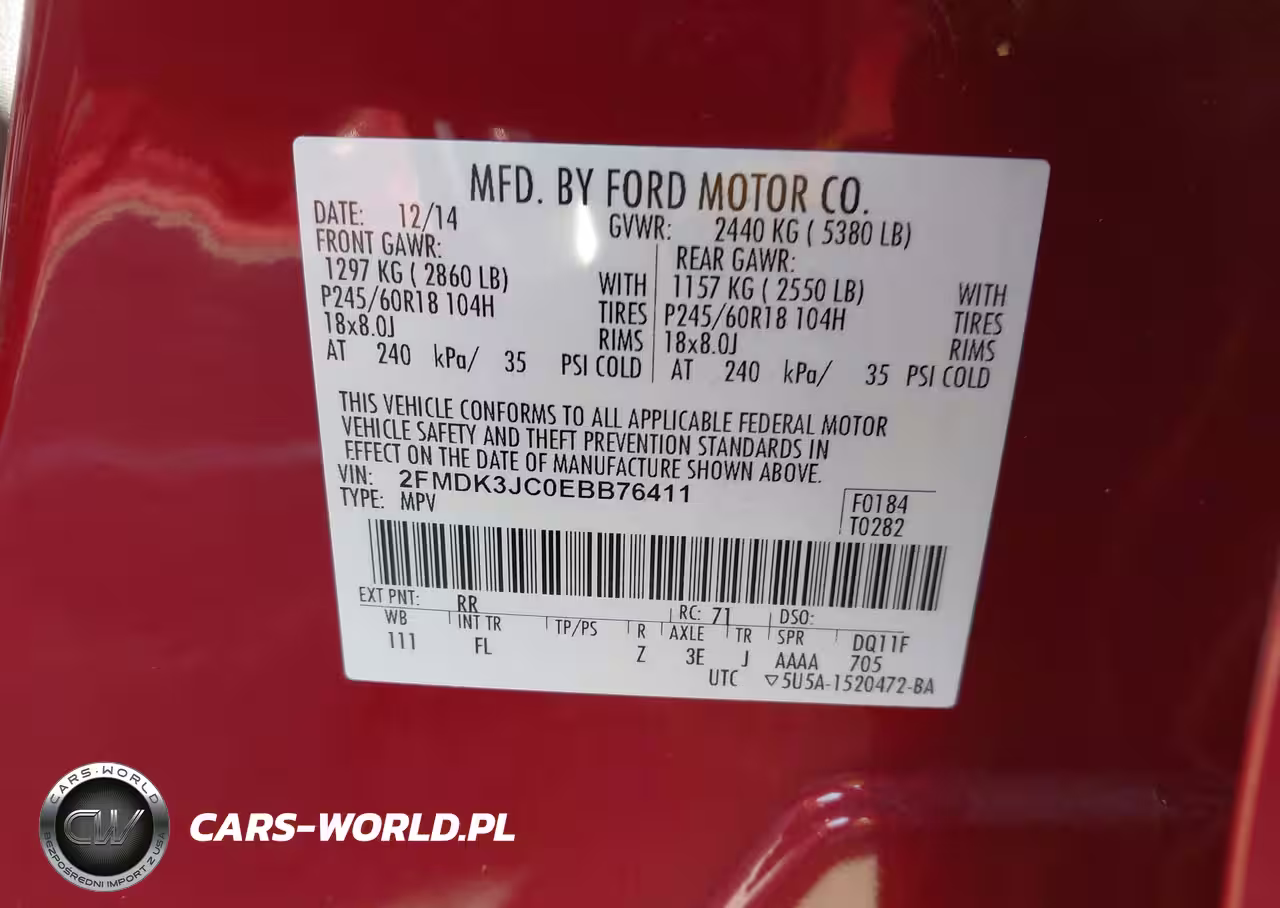 MFD. BY FORD MOTOR CO.
DATE: 12/14 GVWR: 2440 KG ( 5380 LB)
FRONT GAWR: REAR GAWR:
1297 KG ( 2860 LB) WITH 1157 KG ( 2550 LB) WITH
P245/60R18 104H TIRES P245/60R18 104H TIRES
18x8.0J RIMS 18x8.0J RIMS
AT 240 kPa/ 35 PSI COLD AT 240 kPa/ 35 PSI COLD
THIS VEHICLE CONFORMS TO ALL APPLICABLE FEDERAL MOTOR
VEHICLE SAFETY AND THEFT PREVENTION STANDARDS IN
EFFECT ON THE DATE OF MANUFACTURE SHOWN ABOVE.
VIN: 2FMDK3JC0EBB76411
TYPE: MPV
F0184
T0282
EXT PNT: RR RC: 71 DSO:
WB INT TR TP/PS R AXLE TR SPR DQ11F
111 FL Z 3E J AAAA 705
UTC ▽5U5A-1520472-BA
CARS-WORLD
CW
BEZPOŚREDNI IMPORT Z USA
CARS-WORLD.PL